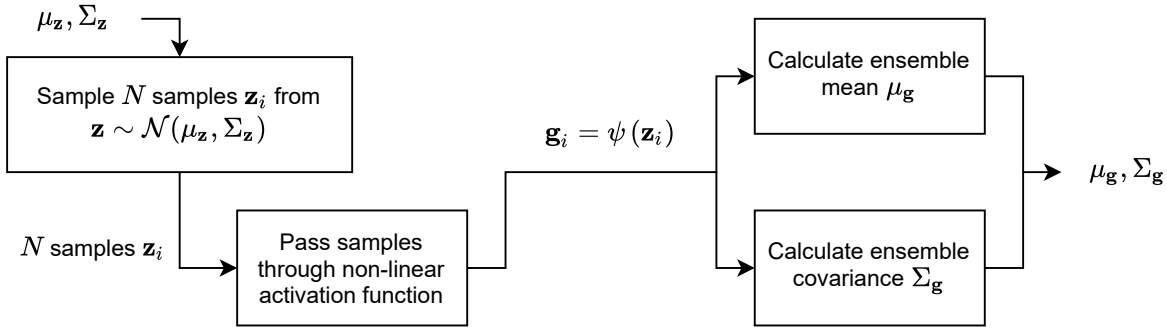 μ_z, Σ_z
Sample N samples z_i from
z ∼ 𝒩(μ_z, Σ_z)
N samples z_i
Pass samples
through non-linear
activation function
g_i = ψ (z_i)
Calculate ensemble
mean μ_g
Calculate ensemble
covariance Σ_g
μ_g, Σ_g